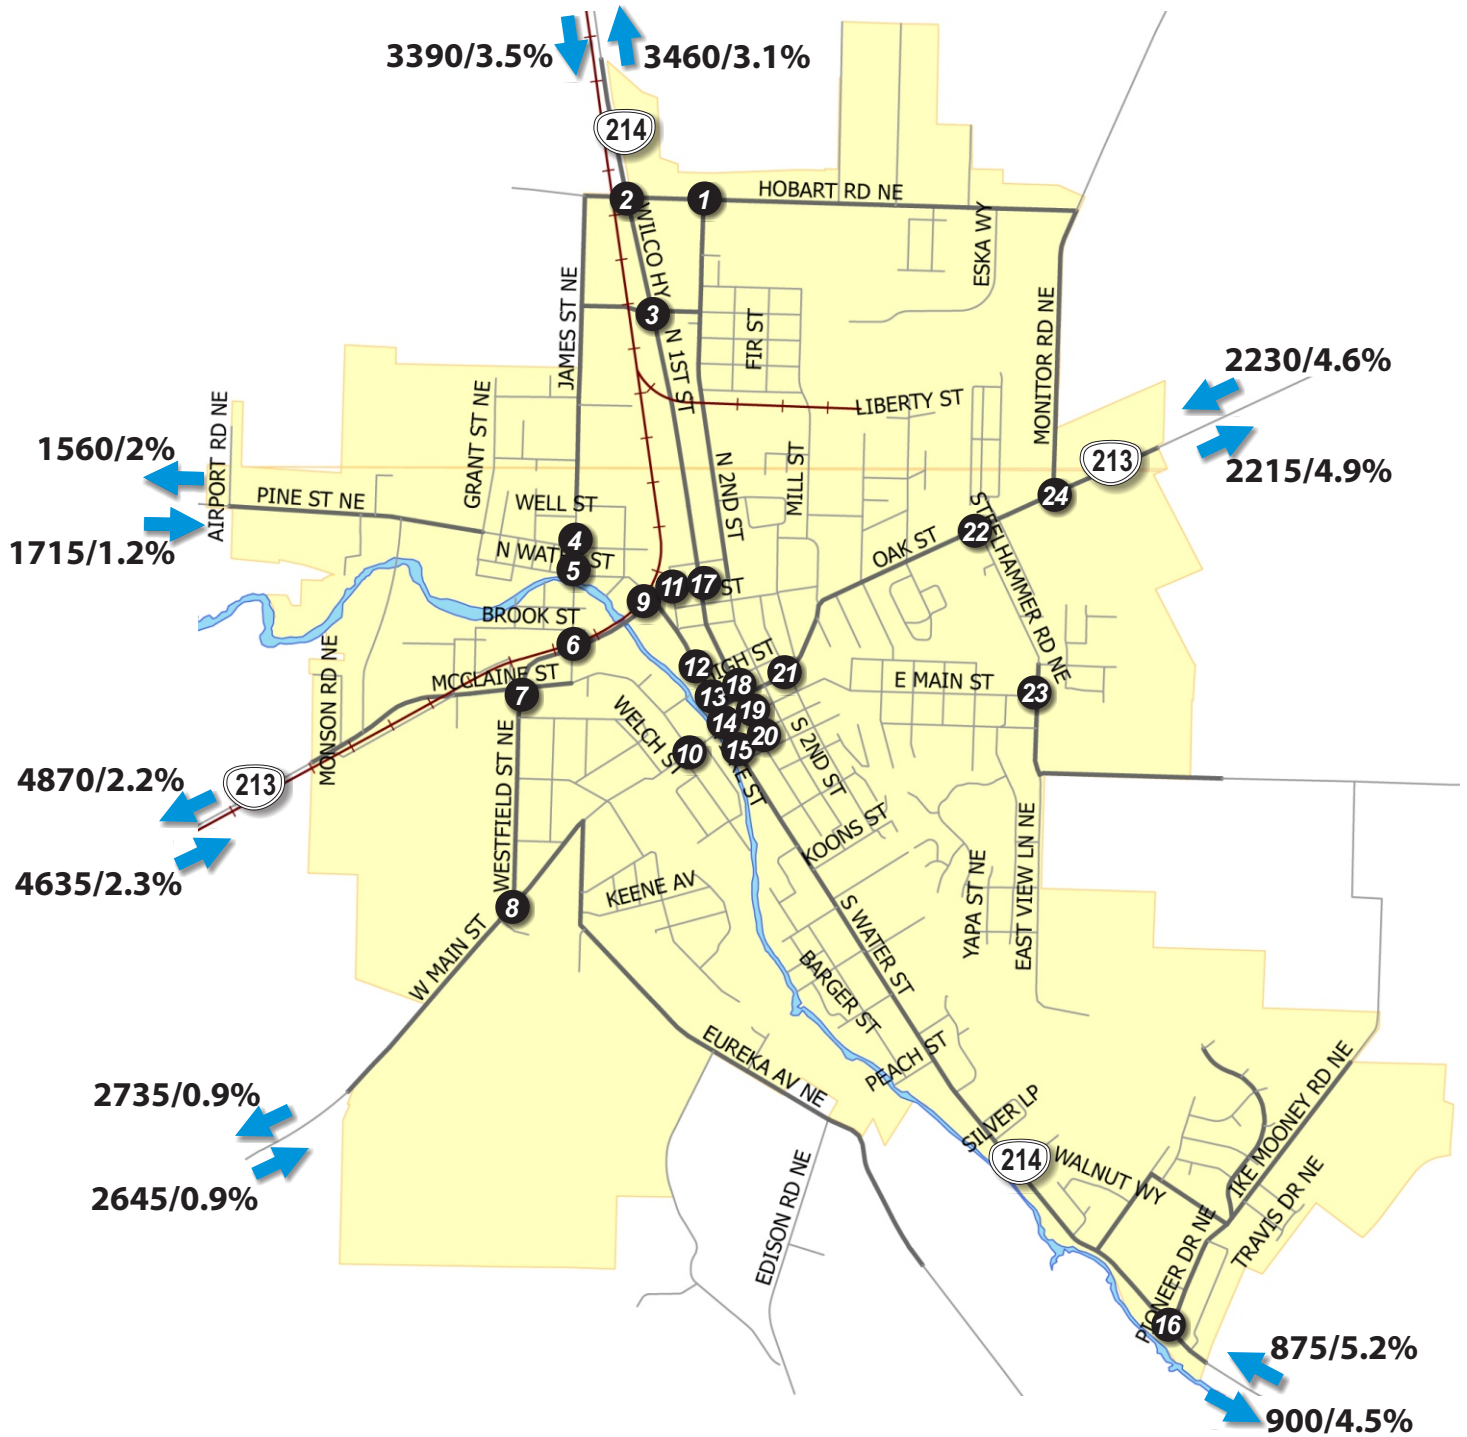 3390/3.5%
3460/3.1%
214
HOBART RD NE
2
1
WILCO HY
ESKA WY
JAMES ST NE
MONITOR RD NE
3
N 1ST ST
FIR ST
2230/4.6%
LIBERTY ST
AIRPORT RD NE
GRANT ST NE
1560/2%
213
2215/4.9%
N 2ND ST
MILL ST
PINE ST NE
WELL ST
24
STEELHAMMER RD NE
22
1715/1.2%
4
N WATER ST
5
OAK ST
11
17
ST
9
BROOK ST
6
MONSON RD NE
HIGH ST
12
21
MCCLAINE ST
7
E MAIN ST
18
13
23
19
14
20
15
10
WELCH ST
S 2ND ST
WESTFIELD ST NE
4870/2.2%
213
KOONS ST
EAST VIEW LN NE
YAPA ST NE
4635/2.3%
KEENE AV
8
S WATER ST
W MAIN ST
BARGER ST
EUREKA AV NE
PEACH ST
2735/0.9%
IKE MOONEY RD NE
SILVER LP
214
WALNUT WY
2645/0.9%
EDISON RD NE
TRAVIS DR NE
PIONEER DR NE
16
875/5.2%
900/4.5%